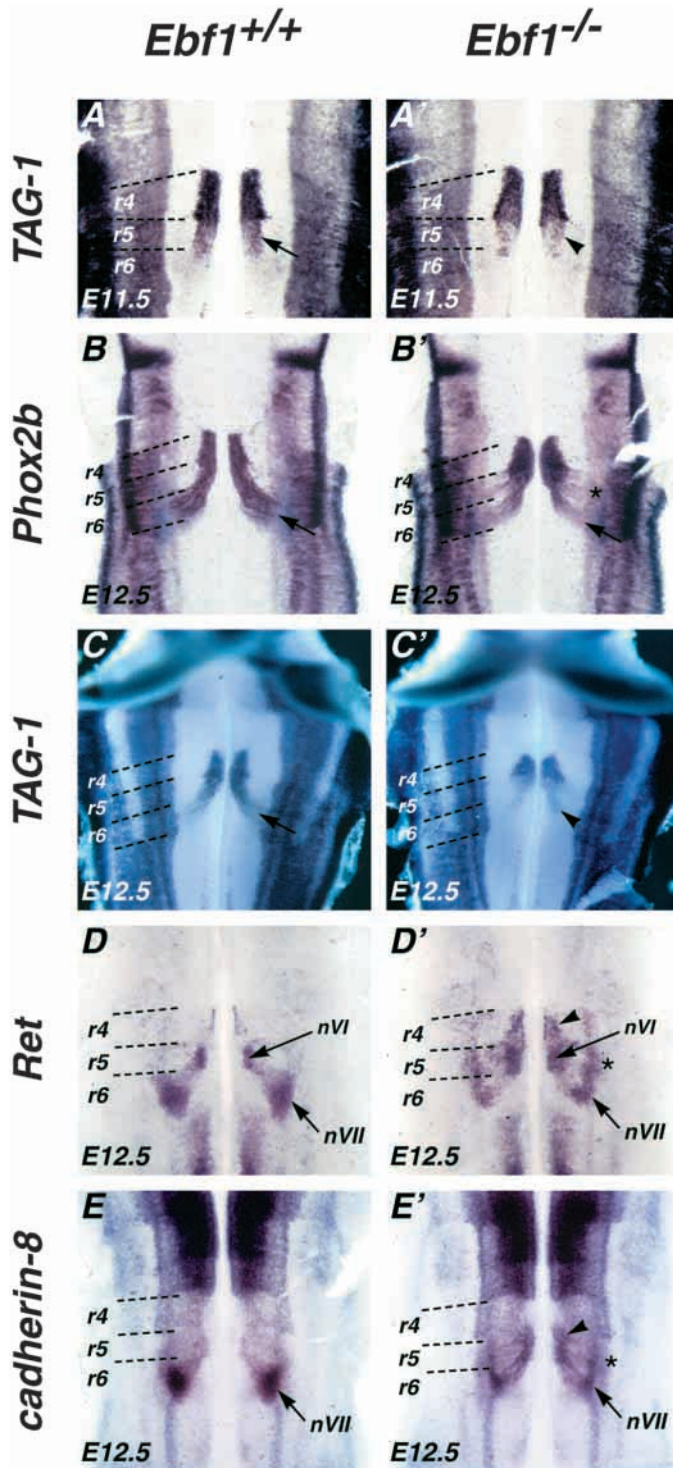 Ebf1+/+ Ebf1-/-
TAG-1
A A'
r4 r4
r5 r5
r6 r6
E11.5 E11.5
Phox2b
B B'
r4 r4
r5 r5 *
r6 r6
E12.5 E12.5
TAG-1
C C'
r4 r4
r5 r5
r6 r6
E12.5 E12.5
Ret
D D'
r4 nVI r4 nVI
r5 r5 *
r6 r6
nVII nVII
E12.5 E12.5
cadherin-8
E E'
r4 r4
r5 r5 *
r6 r6
nVII nVII
E12.5 E12.5